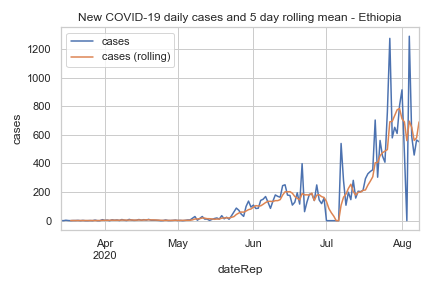 New COVID-19 daily cases and 5 day rolling mean - Ethiopia
cases
cases (rolling)
1200
1000
800
600
400
200
0
cases
Apr
2020
May
Jun
Jul
Aug
dateRep